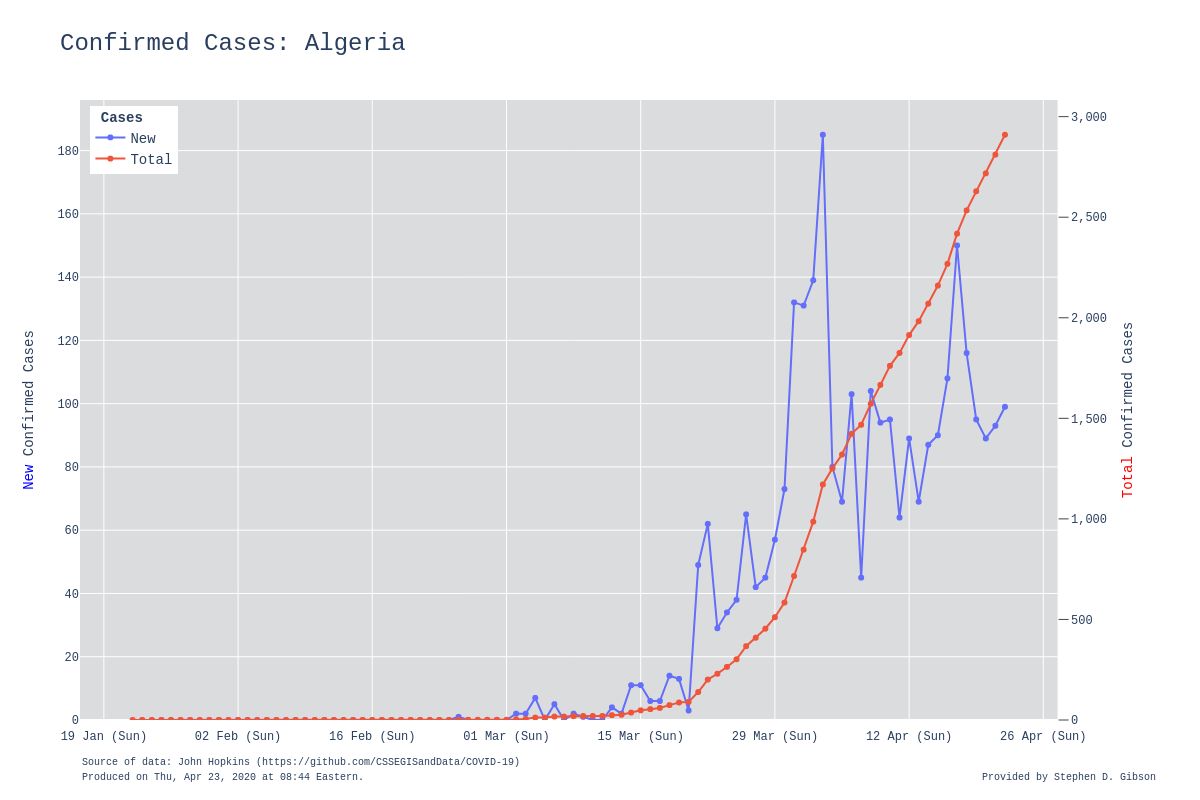 Confirmed Cases: Algeria
Cases
New
Total
180
160
140
120
100
80
60
40
20
0
New Confirmed Cases
3,000
2,500
2,000
1,500
1,000
500
0
Total Confirmed Cases
19 Jan (Sun)
02 Feb (Sun)
16 Feb (Sun)
01 Mar (Sun)
15 Mar (Sun)
29 Mar (Sun)
12 Apr (Sun)
26 Apr (Sun)
Source of data: John Hopkins (https://github.com/CSSEGISandData/COVID-19)
Produced on Thu, Apr 23, 2020 at 08:44 Eastern.
Provided by Stephen D. Gibson